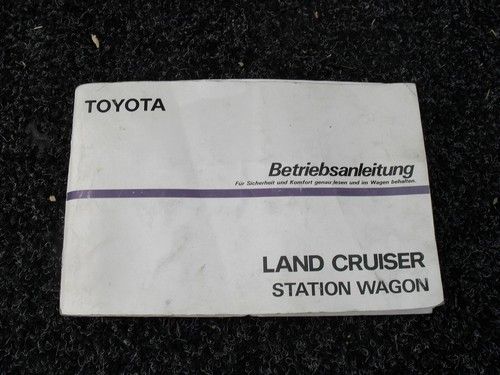 TOYOTA
Betriebsanleitung
Für Sicherheit und Komfort genau lesen und im Wagen behalten.
LAND CRUISER
STATION WAGON